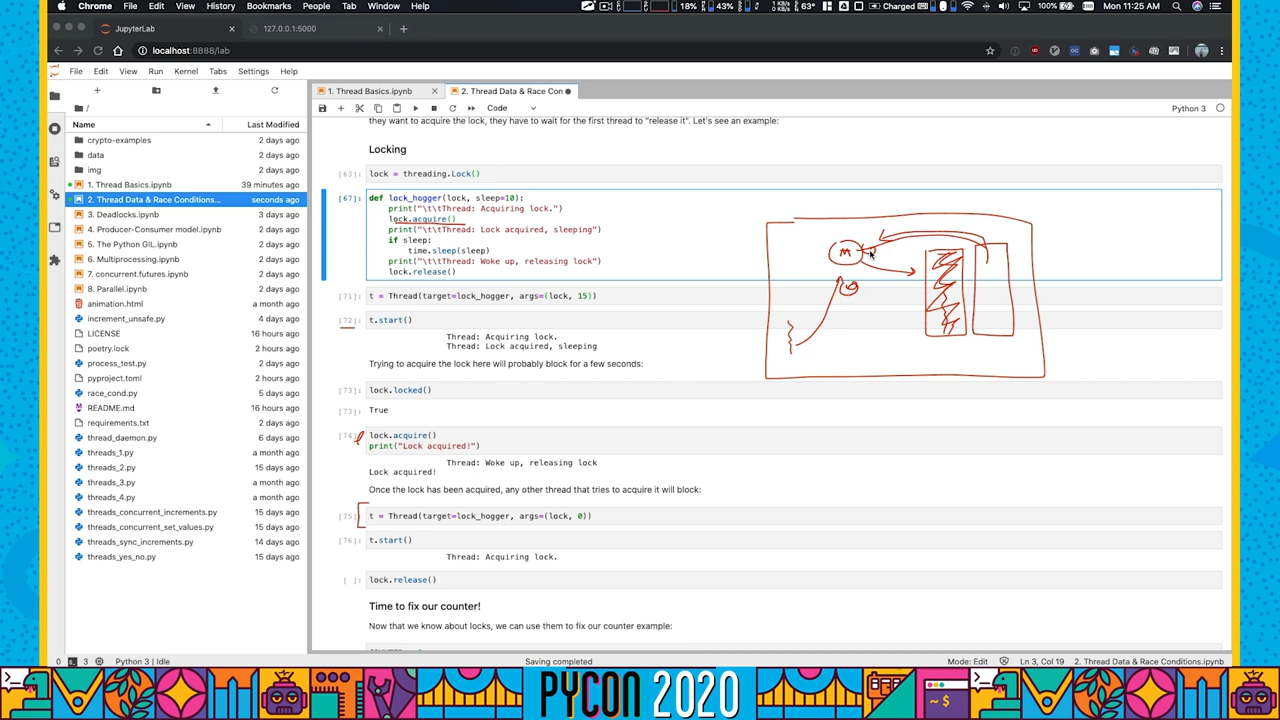 Chrome File Edit View History Bookmarks People Tab Window Help 18% 43% 63° Charged 100% Mon 11:25 AM
JupyterLab 127.0.0.1:5000
localhost:8888/lab
File Edit View Run Kernel Tabs Settings Help
1. Thread Basics.ipynb 2. Thread Data & Race Con
Code Python 3
/
Name Last Modified
crypto-examples 2 days ago
data 2 days ago
img 2 days ago
1. Thread Basics.ipynb 39 minutes ago
2. Thread Data & Race Conditions... seconds ago
3. Deadlocks.ipynb 3 days ago
4. Producer-Consumer model.ipynb 2 days ago
5. The Python GIL.ipynb 2 days ago
6. Multiprocessing.ipynb 2 days ago
7. concurrent.futures.ipynb 2 days ago
8. Parallel.ipynb 2 days ago
animation.html a month ago
increment_unsafe.py 4 days ago
index.html 2 days ago
LICENSE 16 hours ago
poetry.lock 2 hours ago
process_test.py 2 days ago
pyproject.toml 2 hours ago
race_cond.py 5 days ago
README.md 16 hours ago
requirements.txt 2 days ago
thread_daemon.py 6 days ago
threads_1.py a month ago
threads_2.py 15 days ago
threads_3.py a month ago
threads_4.py a month ago
threads_concurrent_increments.py 15 days ago
threads_concurrent_set_values.py 15 days ago
threads_sync_increments.py 14 days ago
threads_yes_no.py 15 days ago
they want to acquire the lock, they have to wait for the first thread to "release it". Let's see an example:
Locking
[63]: lock = threading.Lock()
[67]: def lock_hogger(lock, sleep=10):
print("\t\tThread: Acquiring lock.")
lock.acquire()
print("\t\tThread: Lock acquired, sleeping")
if sleep:
time.sleep(sleep)
print("\t\tThread: Woke up, releasing lock")
lock.release()
M
[71]: t = Thread(target=lock_hogger, args=(lock, 15))
[72]: t.start()
Thread: Acquiring lock.
Thread: Lock acquired, sleeping
Trying to acquire the lock here will probably block for a few seconds:
[73]: lock.locked()
[73]: True
[74]: lock.acquire()
print("Lock acquired!")
Thread: Woke up, releasing lock
Lock acquired!
Once the lock has been acquired, any other thread that tries to acquire it will block:
[75]: t = Thread(target=lock_hogger, args=(lock, 0))
[76]: t.start()
Thread: Acquiring lock.
[ ]: lock.release()
Time to fix our counter!
Now that we know about locks, we can use them to fix our counter example:
0 3 Python 3 | Idle Saving completed Mode: Edit Ln 3, Col 19 2. Thread Data & Race Conditions.ipynb
PYCON 2020